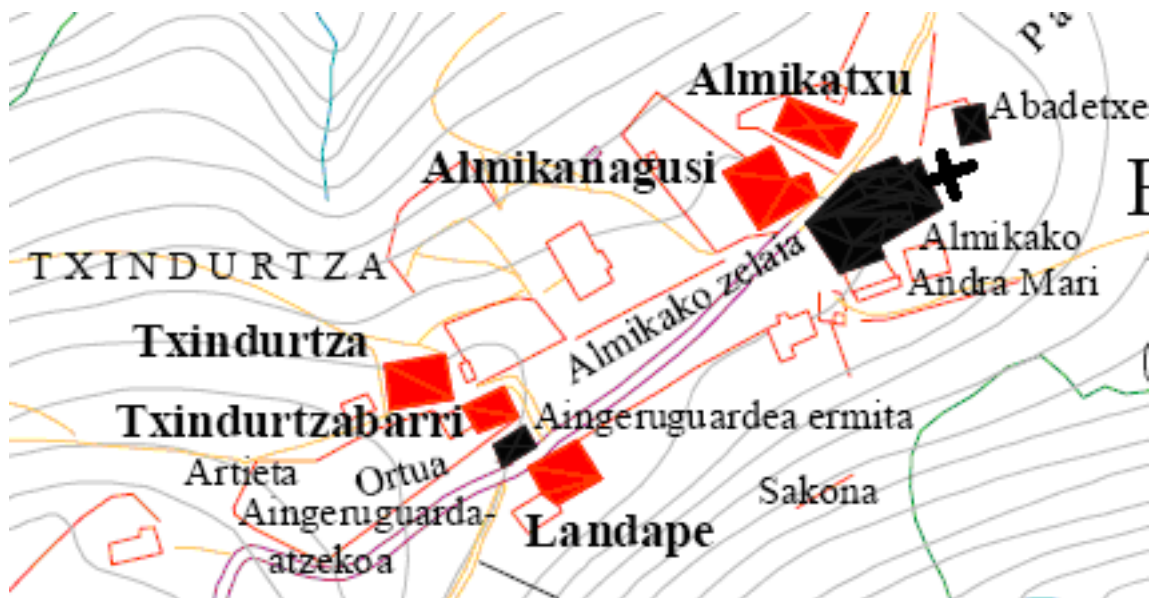 Almikatxu
Abadetxe
Almikanagusi
Almikako
Andra Mari
TXINDURTZA
Almikako zelaia
Txindurtza
Txindurtzabarri
Aingeruguardea ermita
Artieta
Ortua
Sakona
Aingeruguarda-
atzekoa
Landape